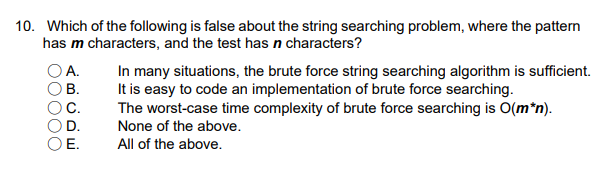 10. Which of the following is false about the string searching problem, where the pattern
has m characters, and the test has n characters?
A. In many situations, the brute force string searching algorithm is sufficient.
B. It is easy to code an implementation of brute force searching.
C. The worst-case time complexity of brute force searching is O(m*n).
D. None of the above.
E. All of the above.